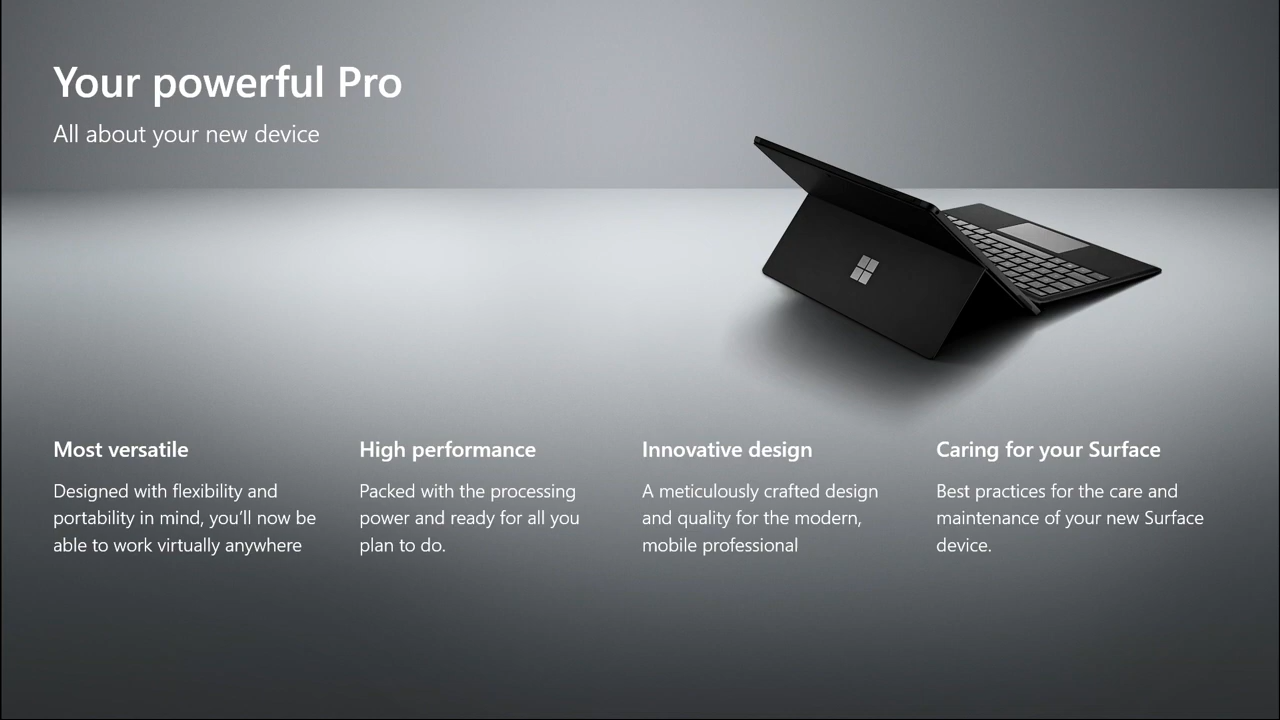 Your powerful Pro
All about your new device
Most versatile
Designed with flexibility and
portability in mind, you'll now be
able to work virtually anywhere
High performance
Packed with the processing
power and ready for all you
plan to do.
Innovative design
A meticulously crafted design
and quality for the modern,
mobile professional
Caring for your Surface
Best practices for the care and
maintenance of your new Surface
device.